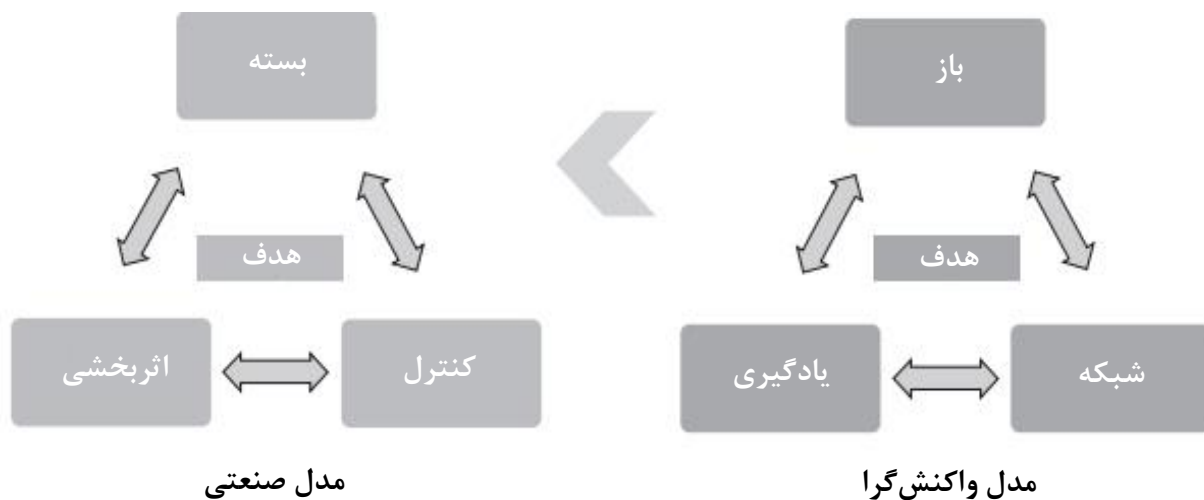 باز
بسته
هدف
هدف
شبکه
یادگیری
کنترل
اثربخشی
مدل واکنش‌گرا
مدل صنعتی